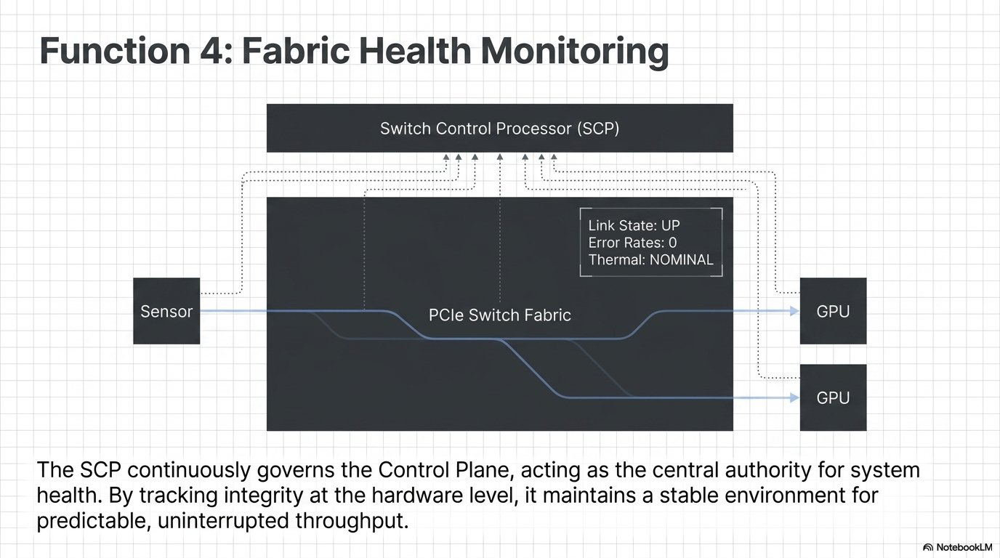 Function 4: Fabric Health Monitoring
Switch Control Processor (SCP)
Link State: UP
Error Rates: 0
Thermal: NOMINAL
Sensor
PCIe Switch Fabric
GPU
GPU
The SCP continuously governs the Control Plane, acting as the central authority for system
health. By tracking integrity at the hardware level, it maintains a stable environment for
predictable, uninterrupted throughput.
NotebookLM